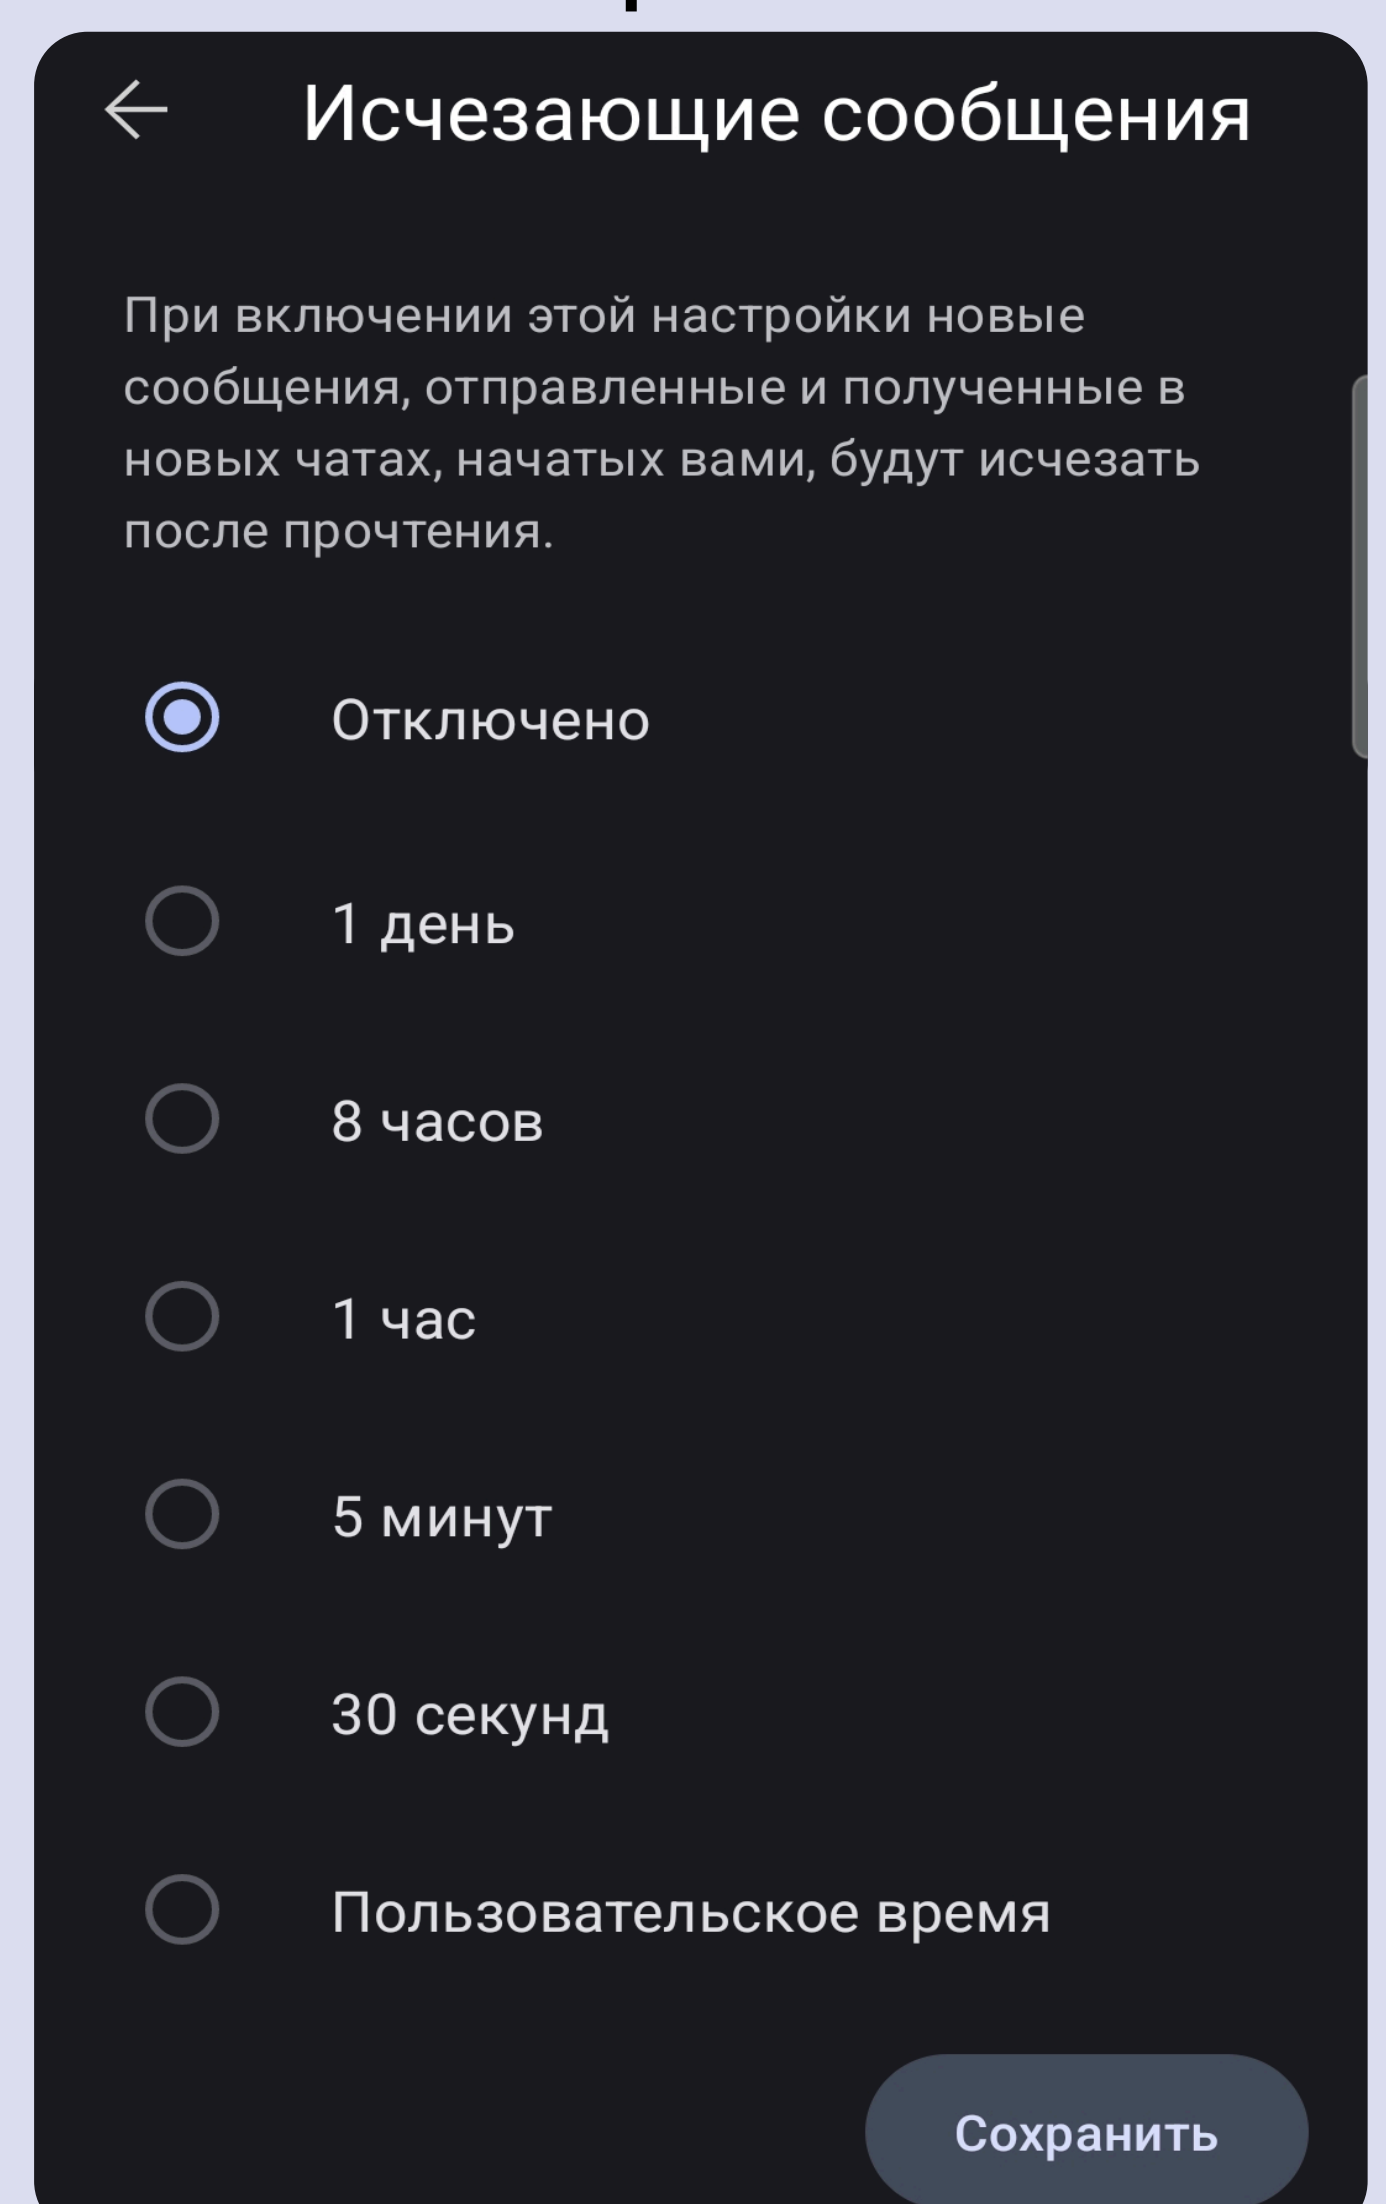 Исчезающие сообщения
При включении этой настройки новые
сообщения, отправленные и полученные в
новых чатах, начатых вами, будут исчезать
после прочтения.
Отключено
1 день
8 часов
1 час
5 минут
30 секунд
Пользовательское время
Сохранить